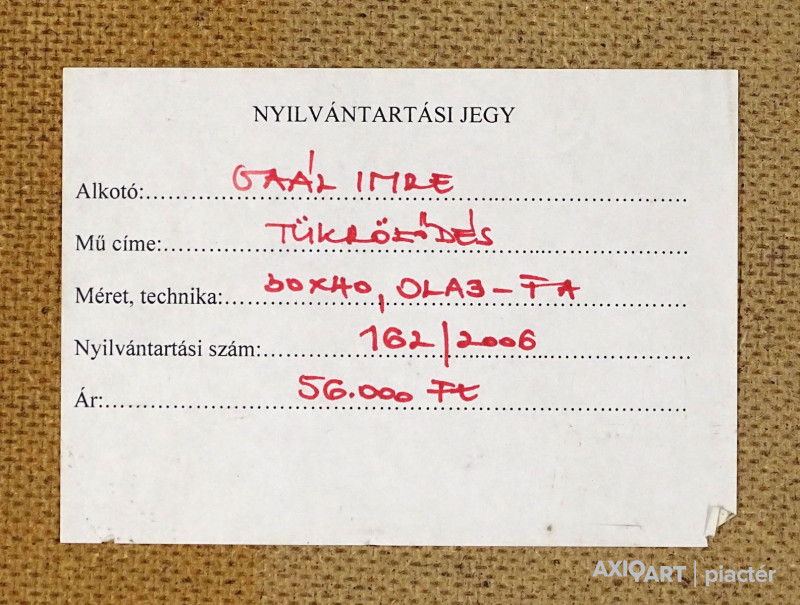 NYILVÁNTARTÁSI JEGY
Alkotó:........GAÁL IMRE........
Mű címe:........TÜKRÖZŐDÉS........
Méret, technika:........30x40, OLAJ-FA........
Nyilvántartási szám:........162/2006........
Ár:........56.000 Ft........
AXIOART | piactér